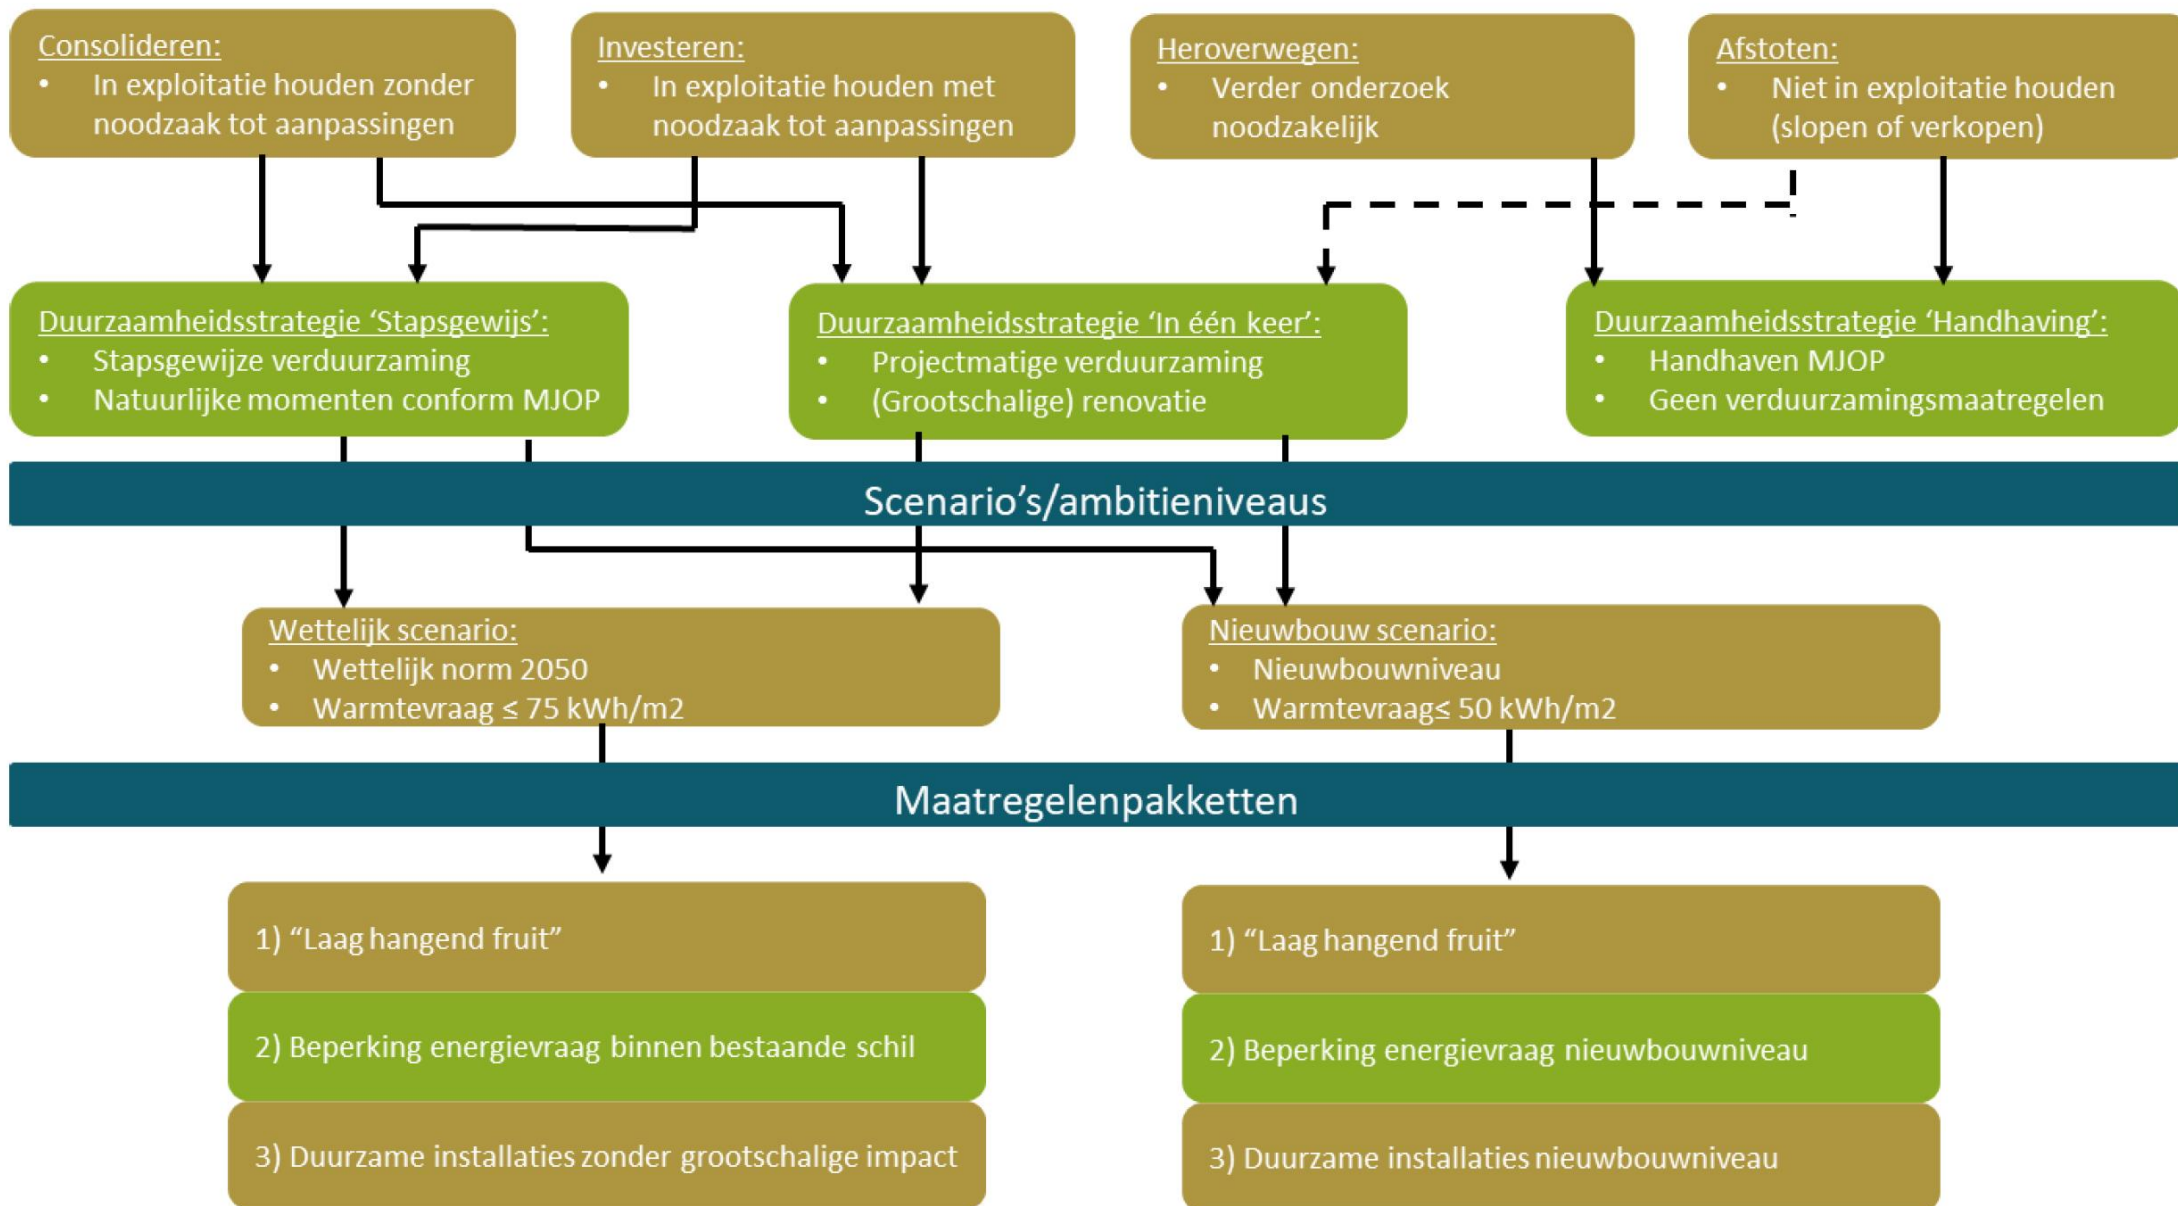 Consolideren:
• In exploitatie houden zonder
noodzaak tot aanpassingen
Investeren:
• In exploitatie houden met
noodzaak tot aanpassingen
Heroverwegen:
• Verder onderzoek
noodzakelijk
Afstoten:
• Niet in exploitatie houden
(slopen of verkopen)
Duurzaamheidsstrategie ‘Stapsgewijs’:
• Stapsgewijze verduurzaming
• Natuurlijke momenten conform MJOP
Duurzaamheidsstrategie ‘In één keer’:
• Projectmatige verduurzaming
• (Grootschalige) renovatie
Duurzaamheidsstrategie ‘Handhaving’:
• Handhaven MJOP
• Geen verduurzamingsmaatregelen
Scenario’s/ambitieniveaus
Wettelijk scenario:
• Wettelijk norm 2050
• Warmtevraag ≤ 75 kWh/m2
Nieuwbouw scenario:
• Nieuwbouwniveau
• Warmtevraag≤ 50 kWh/m2
Maatregelenpakketten
1) “Laag hangend fruit”
2) Beperking energievraag binnen bestaande schil
3) Duurzame installaties zonder grootschalige impact
1) “Laag hangend fruit”
2) Beperking energievraag nieuwbouwniveau
3) Duurzame installaties nieuwbouwniveau